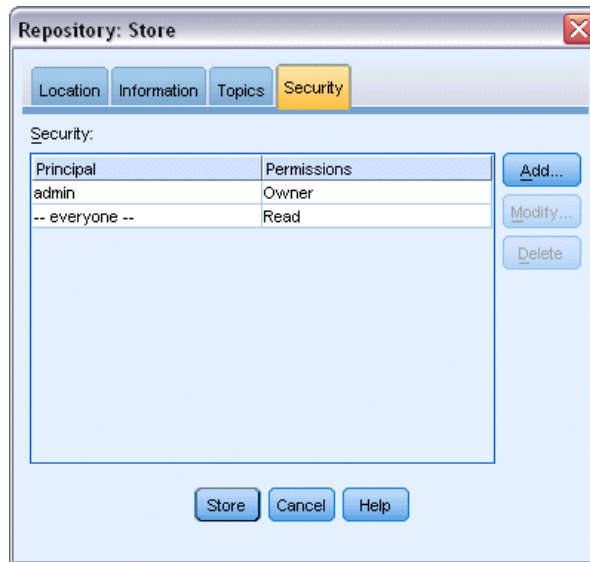 Repository: Store
Location Information Topics Security
Security:
Principal Permissions
admin Owner
-- everyone -- Read
Add...
Modify...
Delete
Store Cancel Help